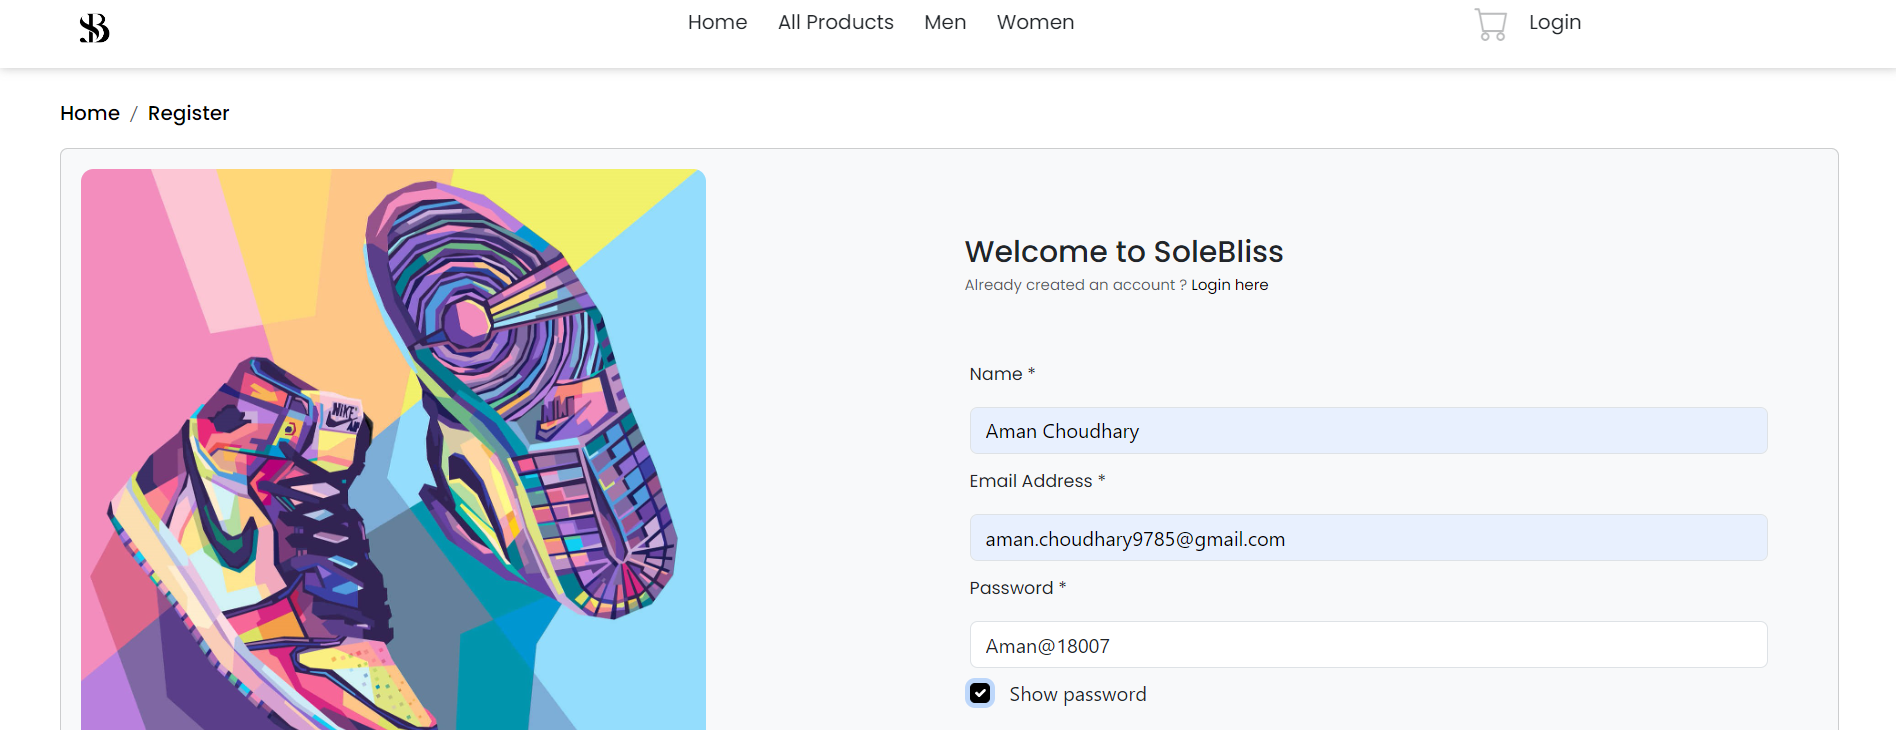 SB
Home All Products Men Women Login
Home / Register
Welcome to SoleBliss
Already created an account ? Login here
NIKE
AIR
Name *
Aman Choudhary
Email Address *
aman.choudhary9785@gmail.com
Password *
Aman@18007
Show password